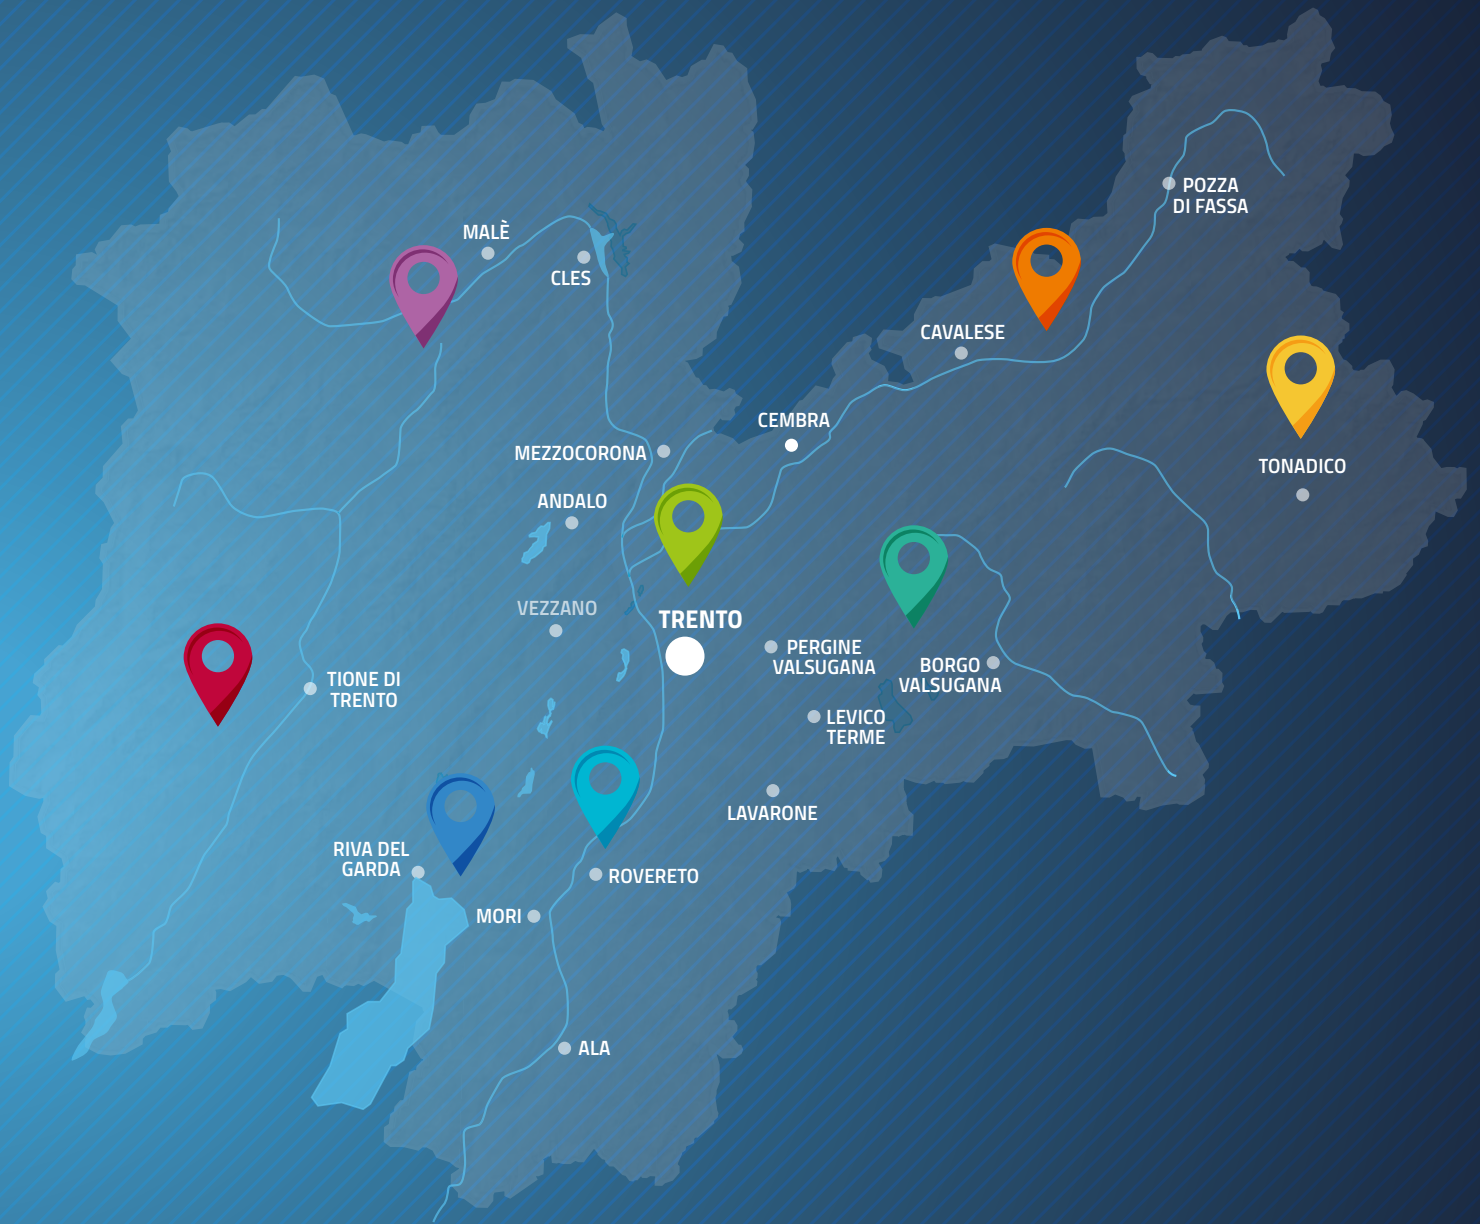 POZZA
DI FASSA
MALÈ
CLES
CAVALESE
CEMBRA
MEZZOCORONA
TONADICO
ANDALO
VEZZANO
TRENTO
PERGINE
VALSUGANA
BORGO
VALSUGANA
TIONE DI
TRENTO
LEVICO
TERME
LAVARONE
RIVA DEL
GARDA
ROVERETO
MORI
ALA